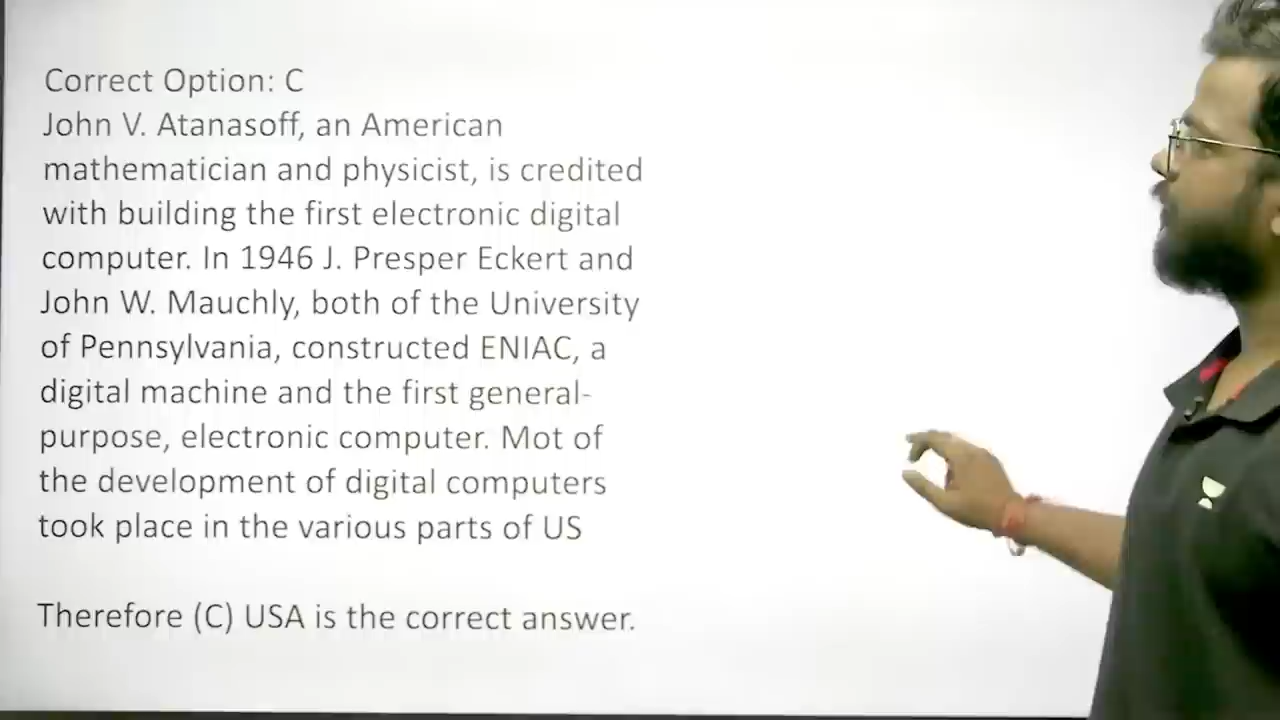 Correct Option: C
John V. Atanasoff, an American
mathematician and physicist, is credited
with building the first electronic digital
computer. In 1946 J. Presper Eckert and
John W. Mauchly, both of the University
of Pennsylvania, constructed ENIAC, a
digital machine and the first general-
purpose, electronic computer. Mot of
the development of digital computers
took place in the various parts of US
Therefore (C) USA is the correct answer.